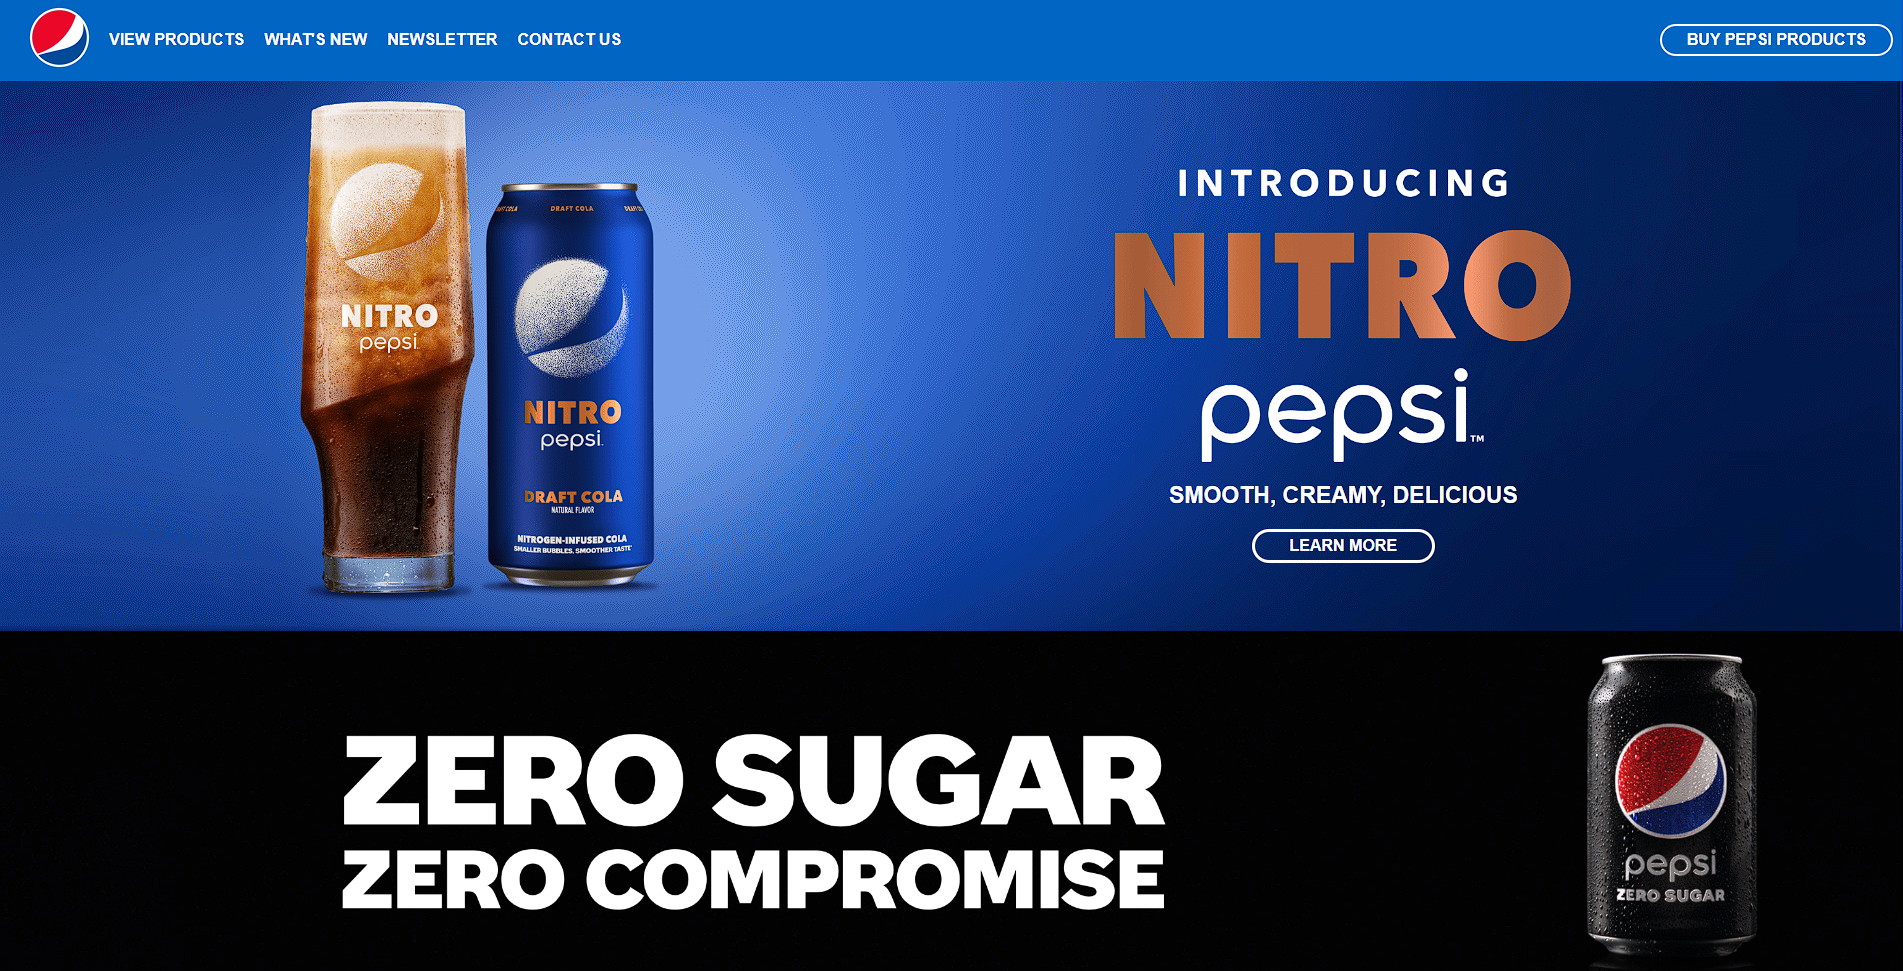 VIEW PRODUCTS WHAT'S NEW NEWSLETTER CONTACT US BUY PEPSI PRODUCTS
NITRO
pepsi
DRAFT COLA
NITRO
pepsi
DRAFT COLA
NATURAL FLAVOR
NITROGEN-INFUSED COLA
SMALLER BUBBLES. SMOOTHER TASTE
INTRODUCING
NITRO
pepsi™
SMOOTH, CREAMY, DELICIOUS
LEARN MORE
ZERO SUGAR
ZERO COMPROMISE
pepsi
ZERO SUGAR